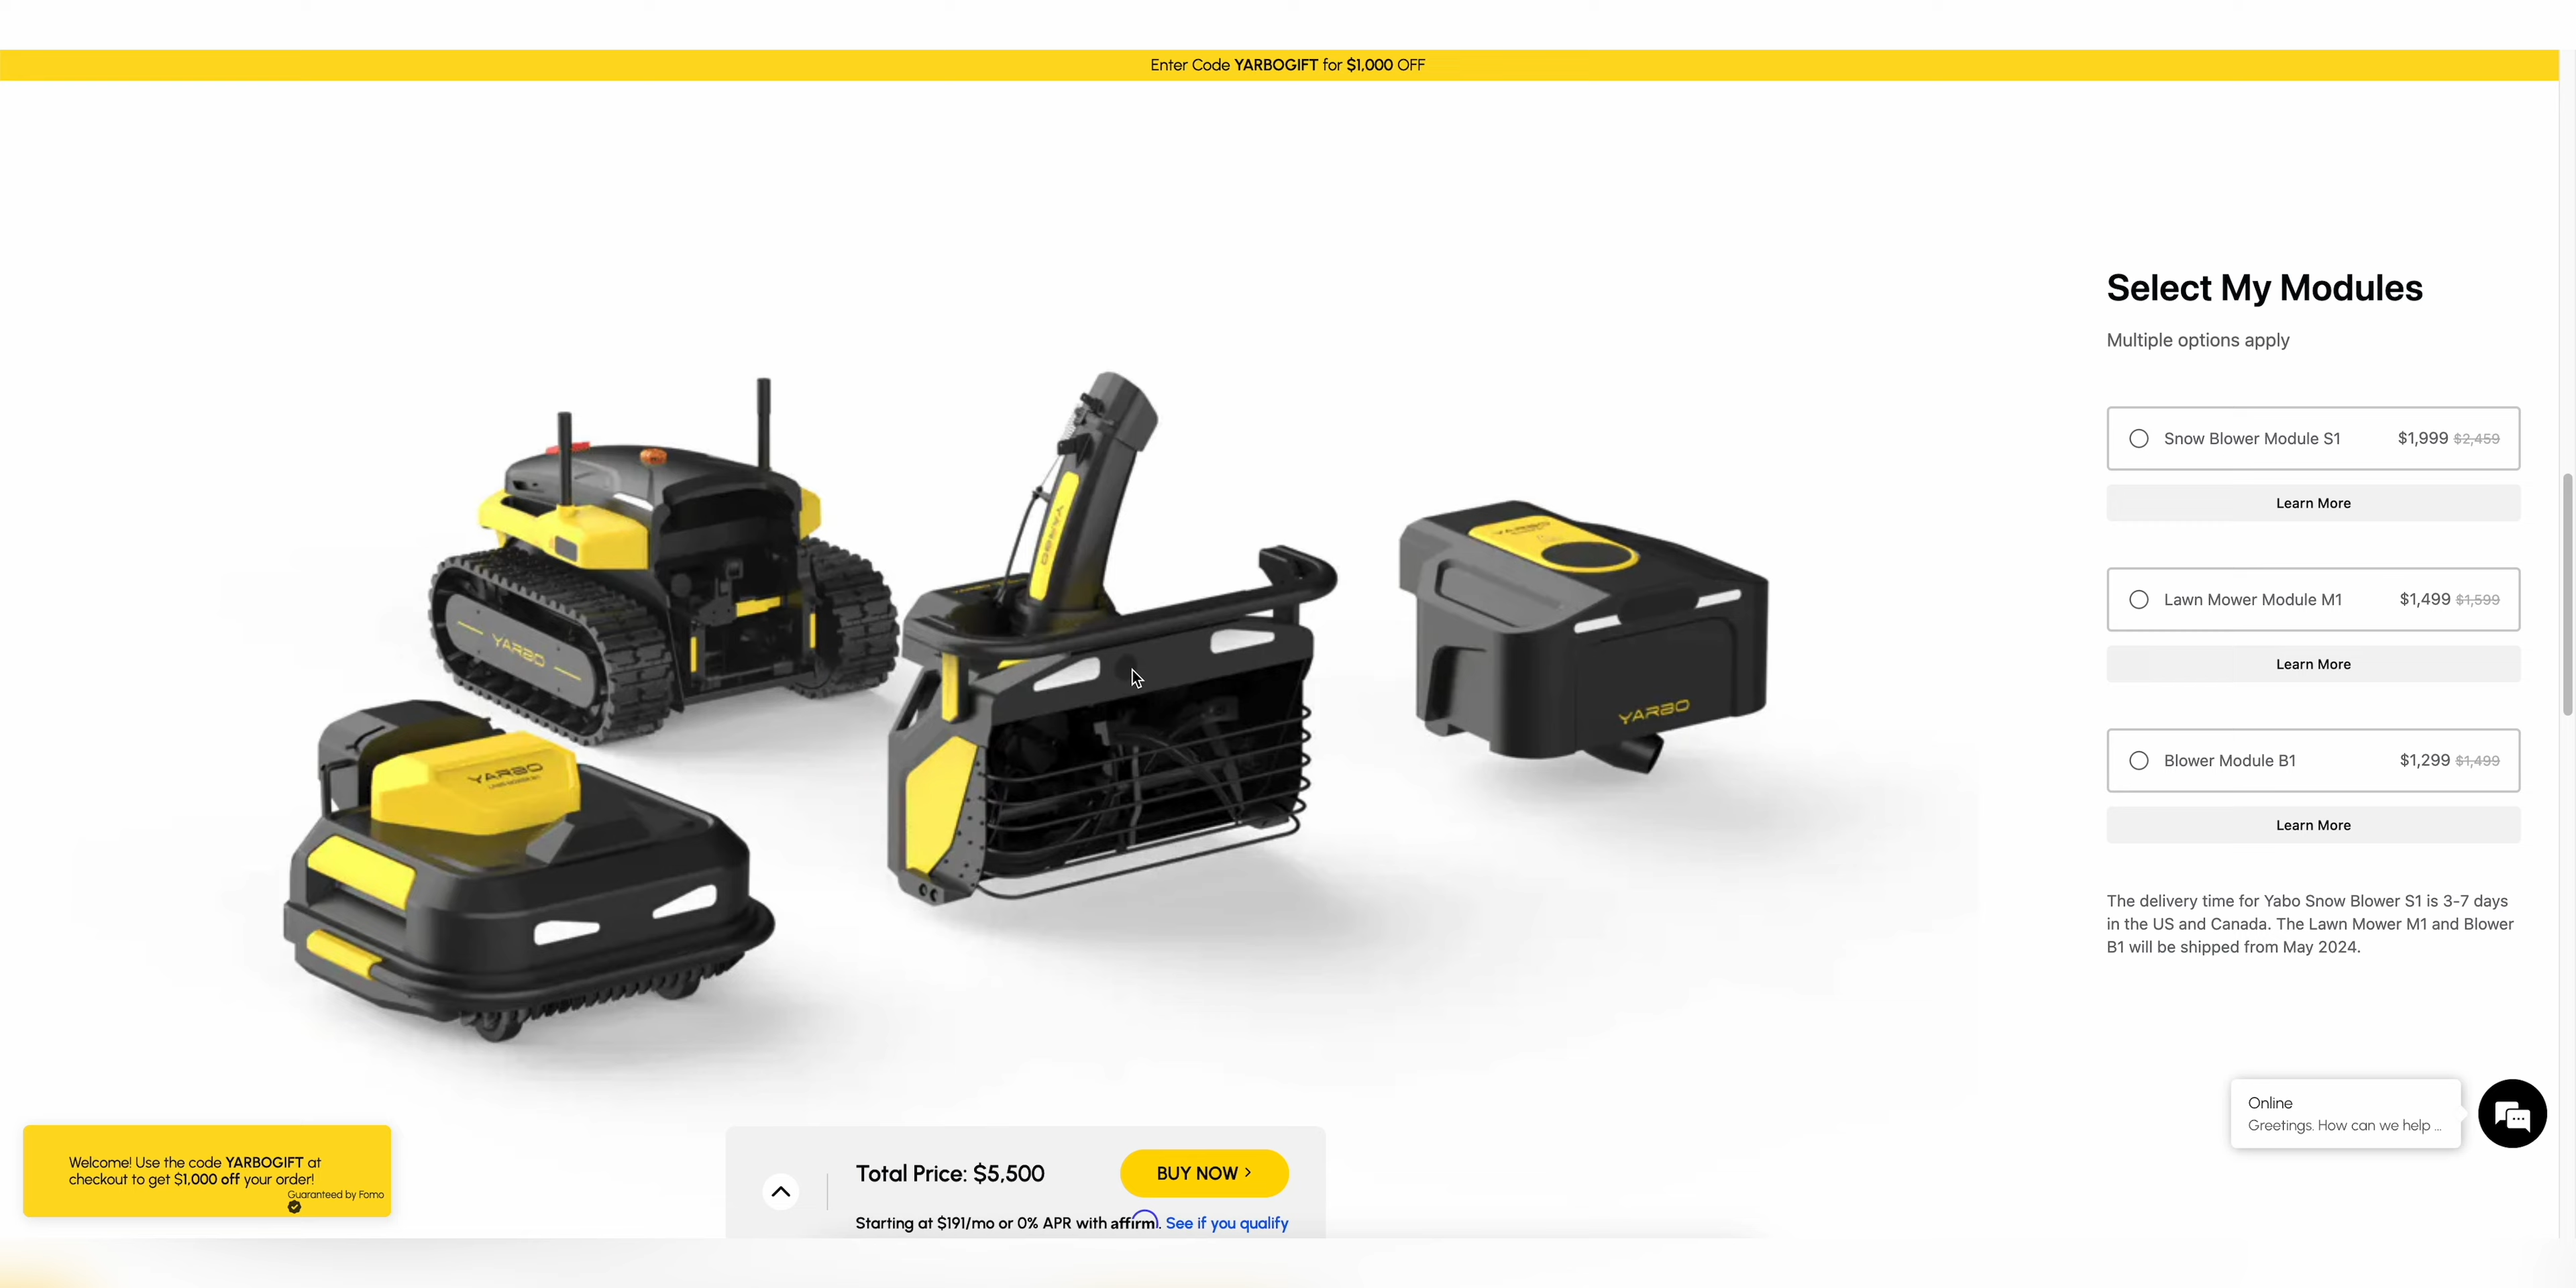 Enter Code YARBOGIFT for $1,000 OFF
Select My Modules
Multiple options apply
Snow Blower Module S1 $1,999 $2,459
Learn More
Lawn Mower Module M1 $1,499 $1,599
Learn More
Blower Module B1 $1,299 $1,499
Learn More
The delivery time for Yabo Snow Blower S1 is 3-7 days
in the US and Canada. The Lawn Mower M1 and Blower
B1 will be shipped from May 2024.
YARBO
YARBO
YARBO
YARBO
YARBO
Online
Greetings. How can we help ...
Welcome! Use the code YARBOGIFT at
checkout to get $1,000 off your order!
Guaranteed by Fomo
Total Price: $5,500
BUY NOW >
Starting at $191/mo or 0% APR with affirm. See if you qualify